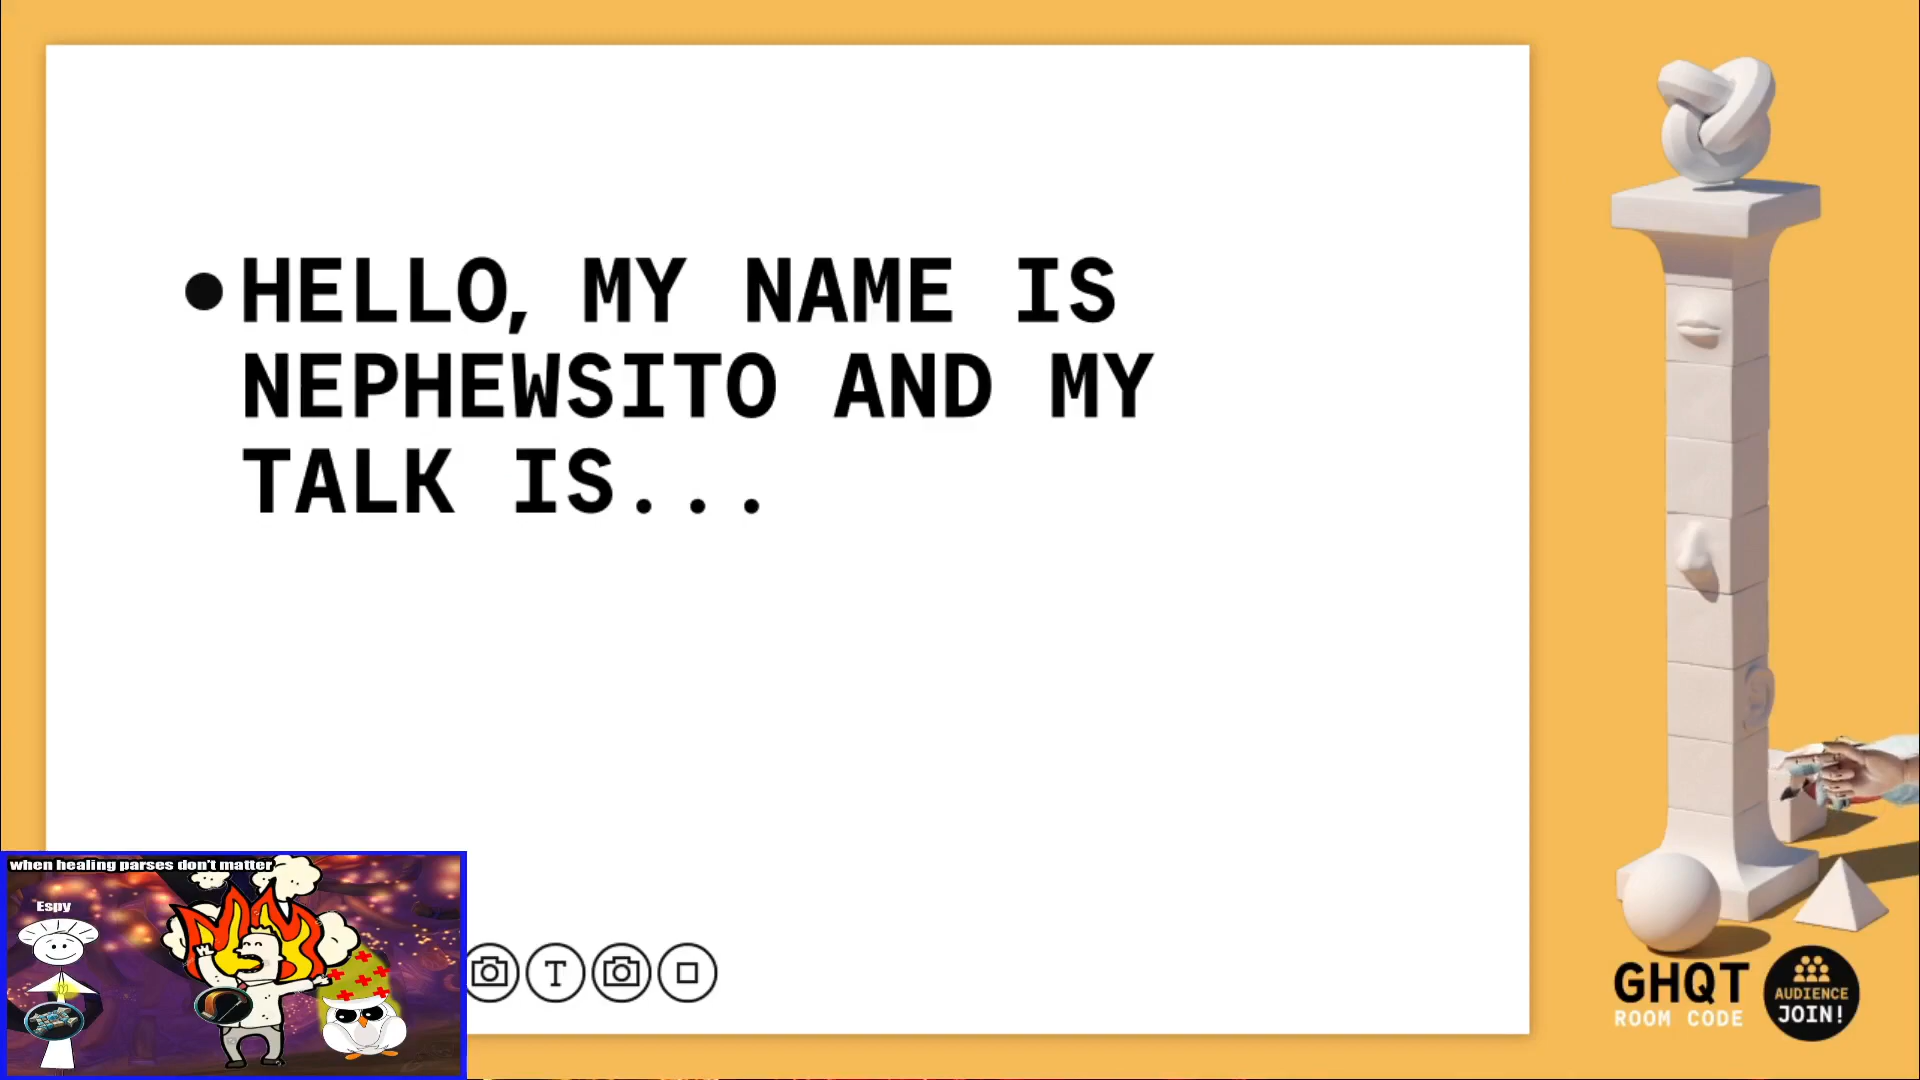 •HELLO, MY NAME IS
NEPHEWSITO AND MY
TALK IS...
when healing parses don't matter
Espy
T
GHQT
ROOM CODE
AUDIENCE
JOIN!